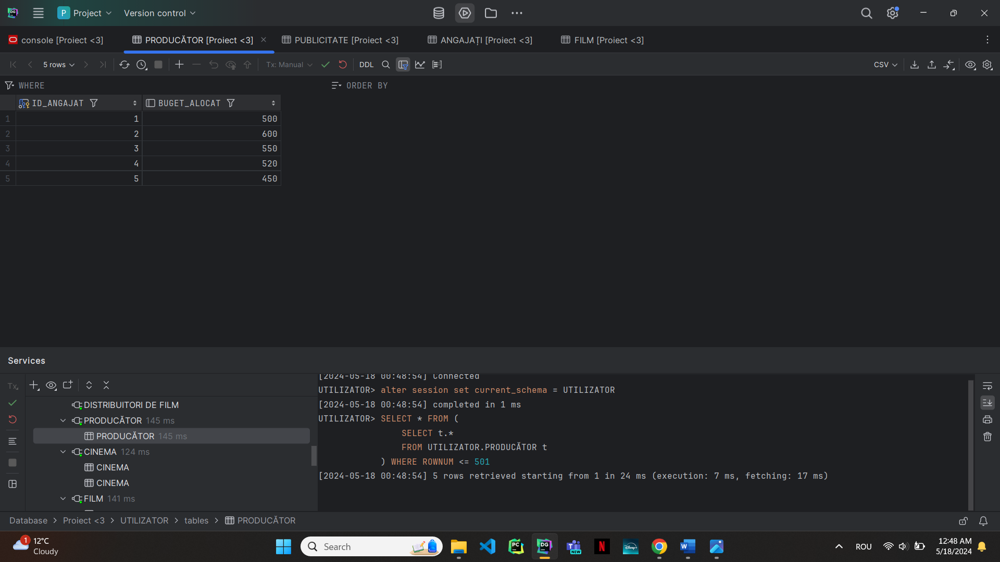 P Project Version control
console [Proiect <3] PRODUCĂTOR [Proiect <3] PUBLICITATE [Proiect <3] ANGAJAȚI [Proiect <3] FILM [Proiect <3]
5 rows Tx: Manual DDL CSV
WHERE ORDER BY
ID_ANGAJAT BUGET_ALOCAT
1 1 500
2 2 600
3 3 550
4 4 520
5 5 450
Services
Tx
DISTRIBUITORI DE FILM
PRODUCĂTOR 145 ms
PRODUCĂTOR 145 ms
CINEMA 124 ms
CINEMA
CINEMA
FILM 141 ms
[2024-05-18 00:48:54] Connected
UTILIZATOR> alter session set current_schema = UTILIZATOR
[2024-05-18 00:48:54] completed in 1 ms
UTILIZATOR> SELECT * FROM (
SELECT t.*
FROM UTILIZATOR.PRODUCĂTOR t
) WHERE ROWNUM <= 501
[2024-05-18 00:48:54] 5 rows retrieved starting from 1 in 24 ms (execution: 7 ms, fetching: 17 ms)
Database > Proiect <3 > UTILIZATOR > tables > PRODUCĂTOR
1 12°C
Cloudy
Search
PC
DG
T
NEW
N
Disney+
W
ROU
12:48 AM
5/18/2024